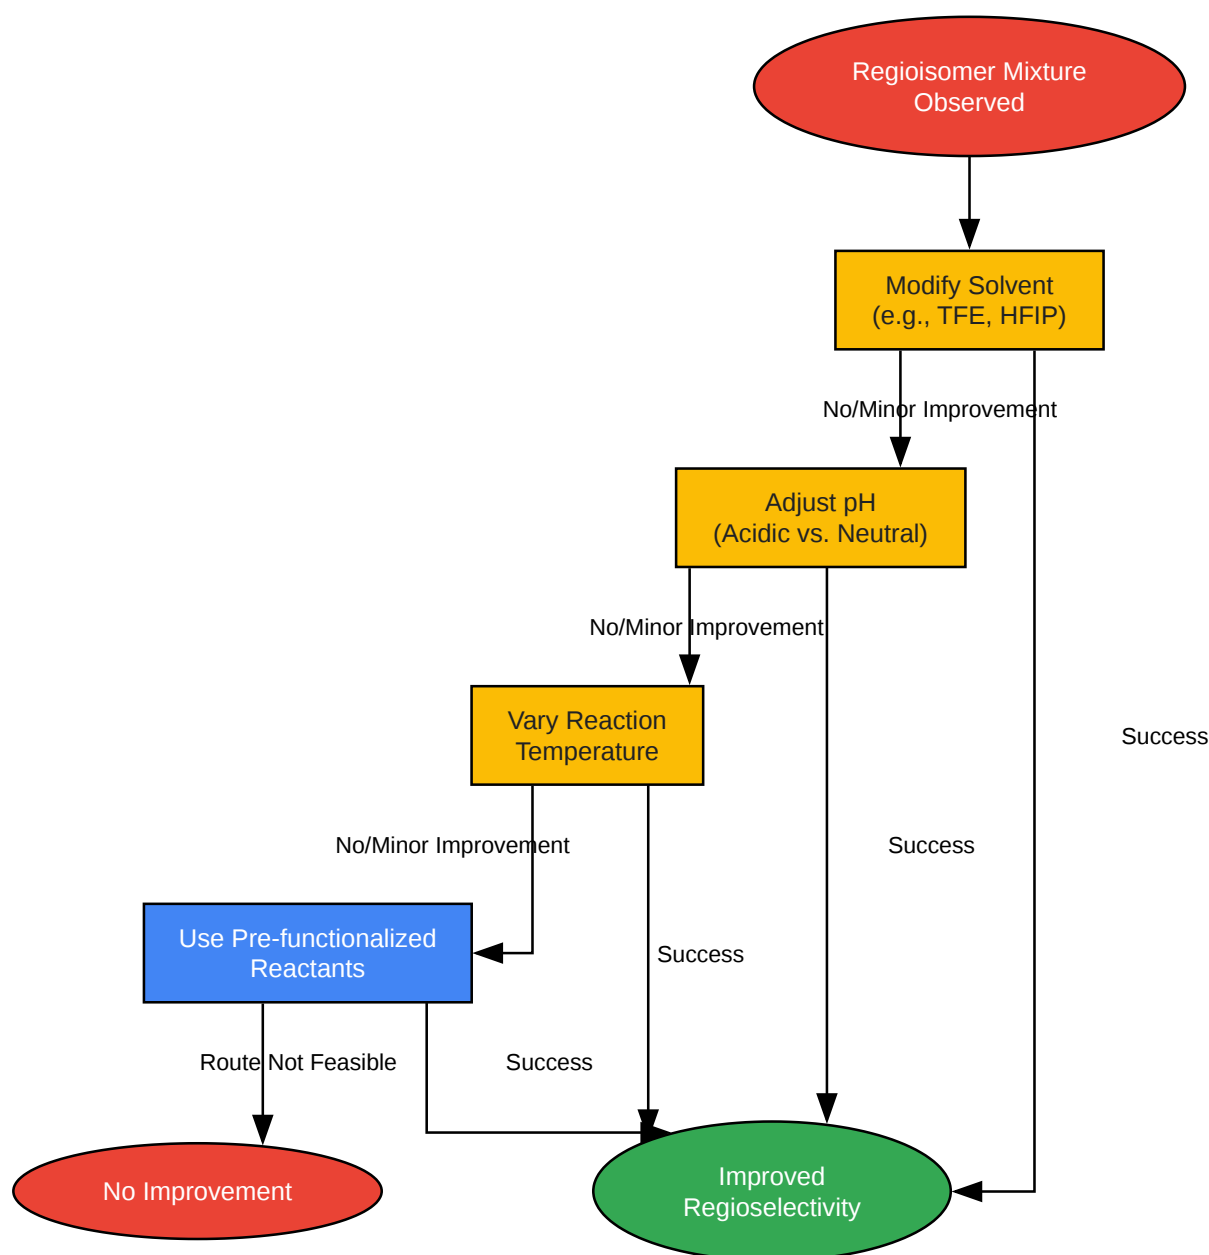 Regioisomer Mixture
Observed
Modify Solvent
(e.g., TFE, HFIP)
No/Minor Improvement
Adjust pH
(Acidic vs. Neutral)
No/Minor Improvement
Vary Reaction
Temperature
Success
No/Minor Improvement
Success
Use Pre-functionalized
Reactants
Success
Route Not Feasible
Success
No Improvement
Improved
Regioselectivity